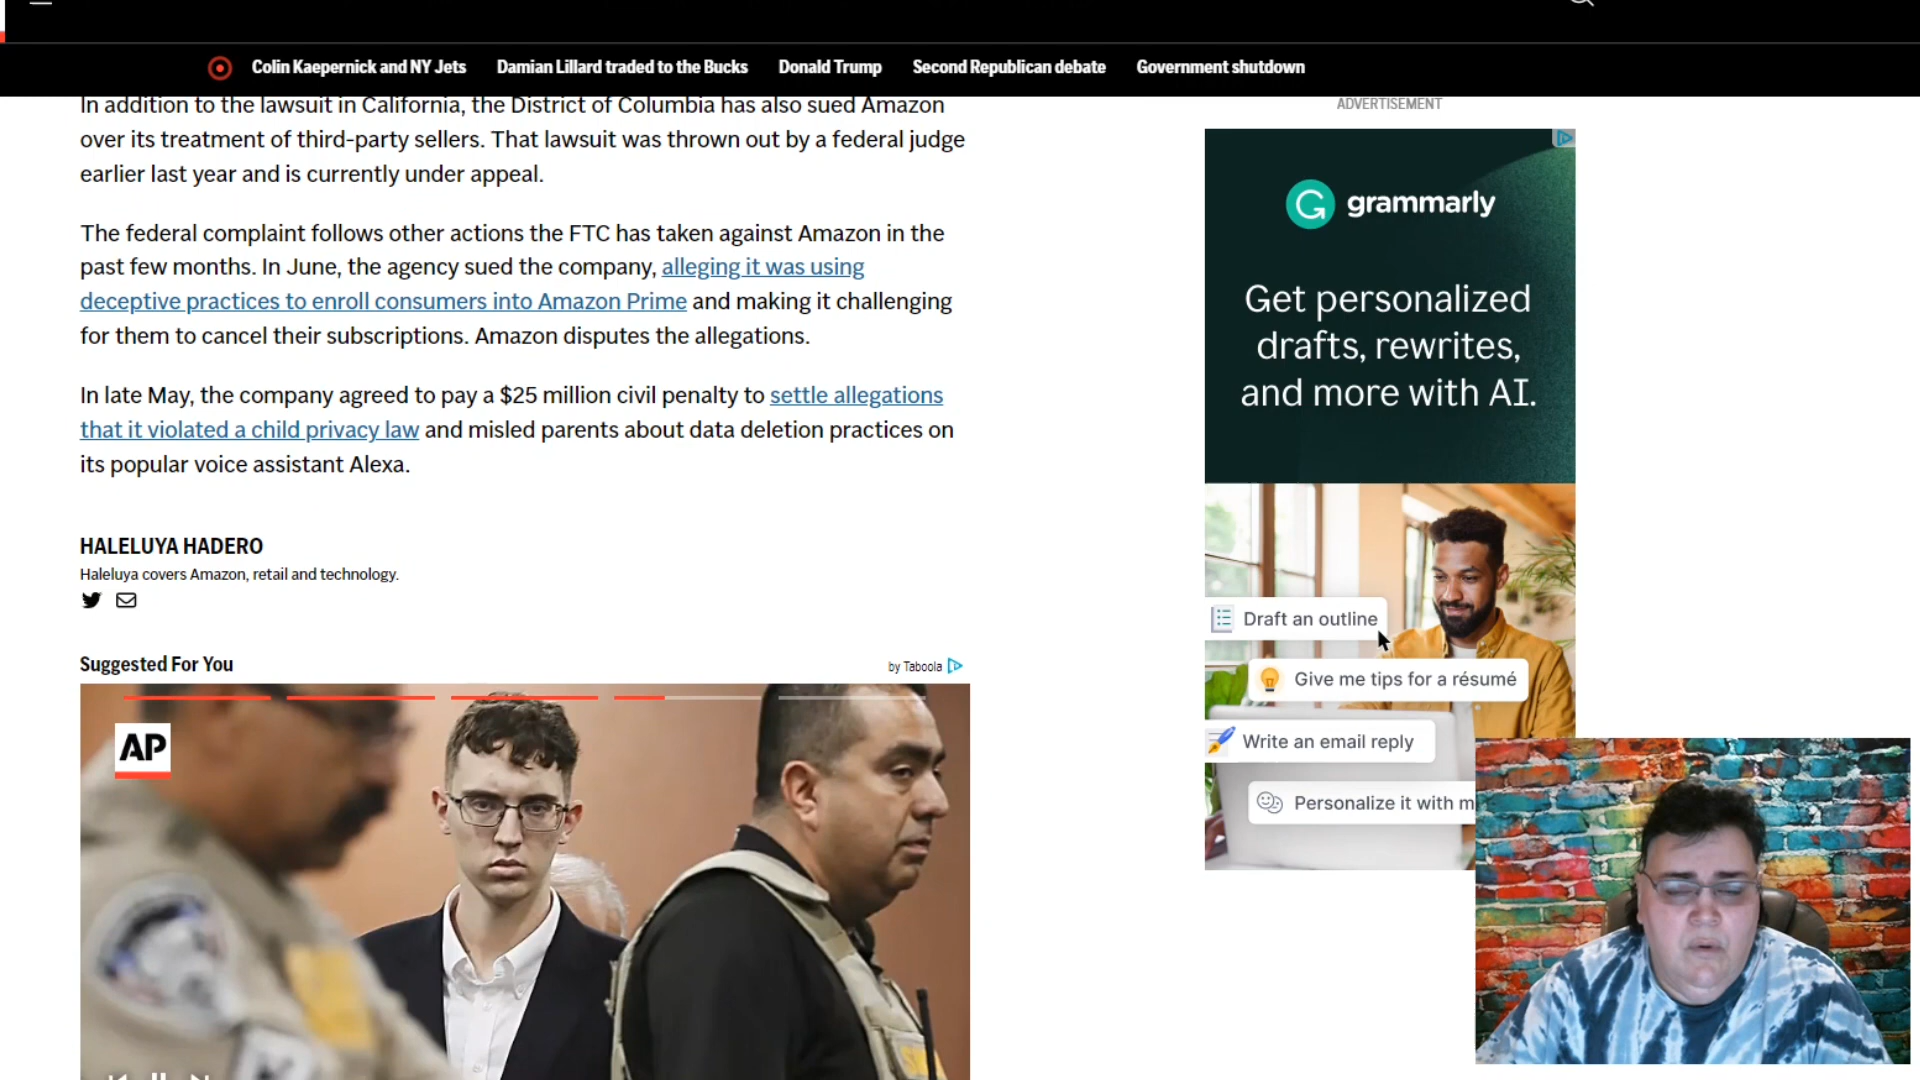 Colin Kaepernick and NY Jets
Damian Lillard traded to the Bucks
Donald Trump
Second Republican debate
Government shutdown
In addition to the lawsuit in California, the District of Columbia has also sued Amazon
over its treatment of third-party sellers. That lawsuit was thrown out by a federal judge
earlier last year and is currently under appeal.
The federal complaint follows other actions the FTC has taken against Amazon in the
past few months. In June, the agency sued the company, alleging it was using
deceptive practices to enroll consumers into Amazon Prime and making it challenging
for them to cancel their subscriptions. Amazon disputes the allegations.
In late May, the company agreed to pay a $25 million civil penalty to settle allegations
that it violated a child privacy law and misled parents about data deletion practices on
its popular voice assistant Alexa.
HALELUYA HADERO
Haleluya covers Amazon, retail and technology.
Suggested For You
by Taboola
AP
ADVERTISEMENT
grammarly
Get personalized
drafts, rewrites,
and more with AI.
Draft an outline
Give me tips for a résumé
Write an email reply
Personalize it with m